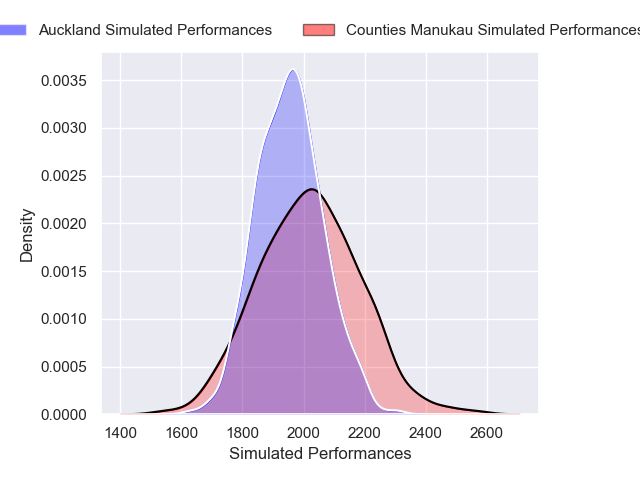 Auckland Simulated Performances
Counties Manukau Simulated Performances
0.0035
0.0030
0.0025
0.0020
0.0015
0.0010
0.0005
0.0000
Density
1400 1600 1800 2000 2200 2400 2600
Simulated Performances